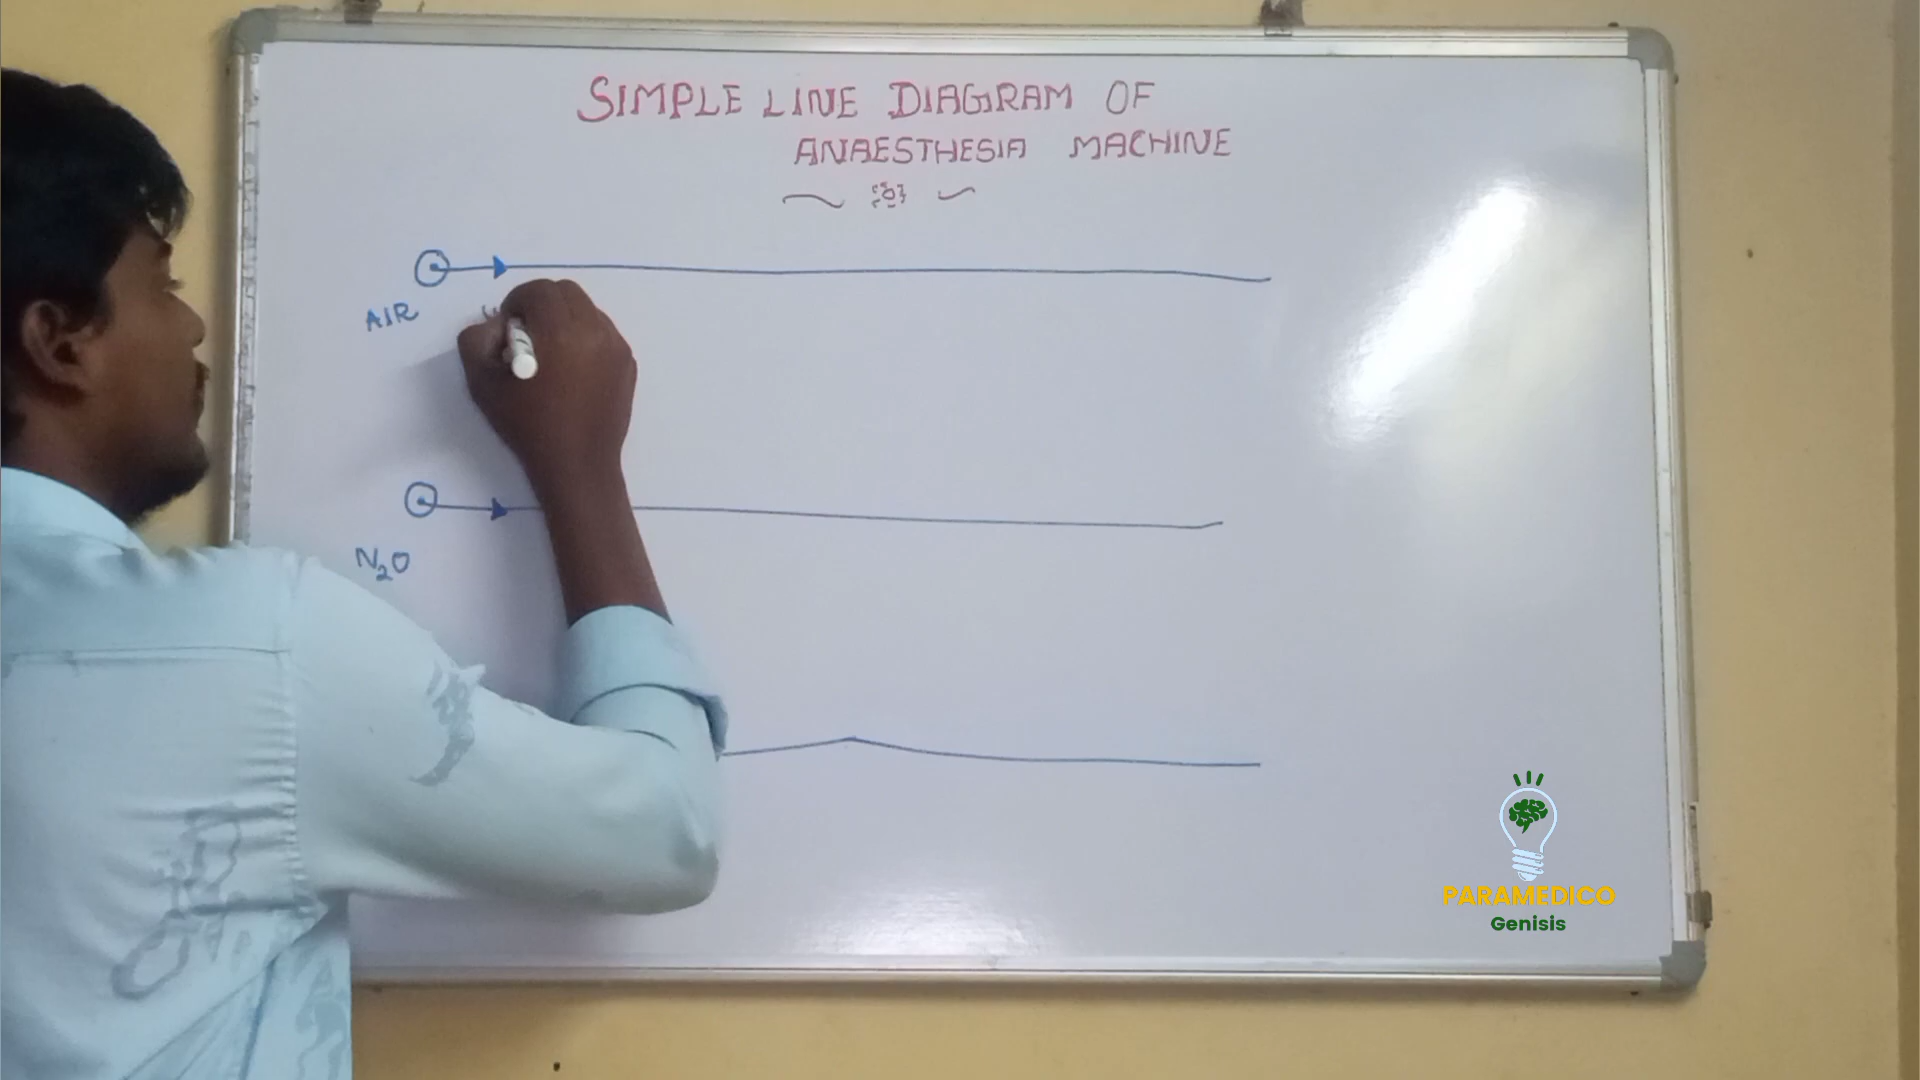 SIMPLE LINE DIAGRAM OF
ANAESTHESIA MACHINE
AIR
N₂O
PARAMEDICO
Genisis